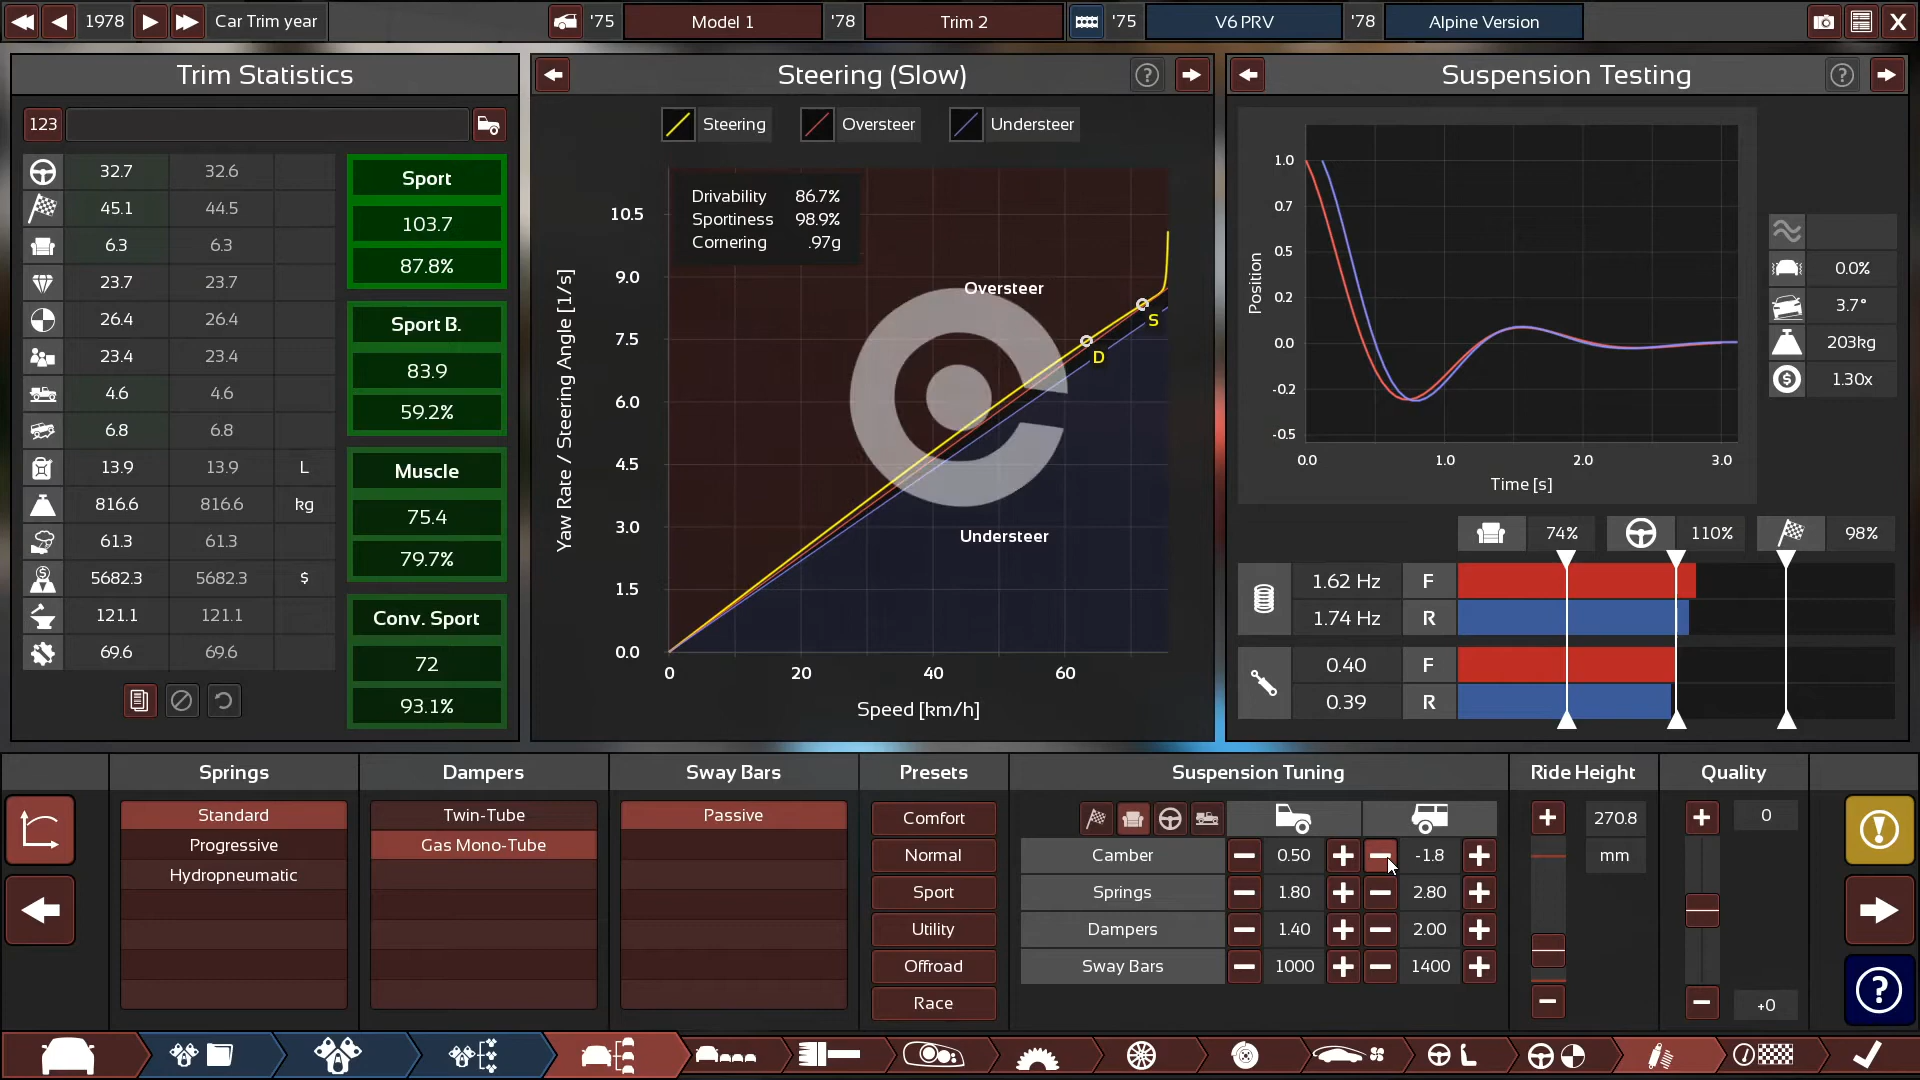 1978 Car Trim year '75 Model 1 '78 Trim 2 '75 V6 PRV '78 Alpine Version X
Trim Statistics
123
32.7 32.6
45.1 44.5
6.3 6.3
23.7 23.7
26.4 26.4
23.4 23.4
4.6 4.6
6.8 6.8
13.9 13.9 L
816.6 816.6 kg
61.3 61.3
5682.3 5682.3 $
121.1 121.1
69.6 69.6
Sport
103.7
87.8%
Sport B.
83.9
59.2%
Muscle
75.4
79.7%
Conv. Sport
72
93.1%
Steering (Slow) ?
Steering Oversteer Understeer
Drivability 86.7%
Sportiness 98.9%
Cornering .97g
Yaw Rate / Steering Angle [1/s]
10.5
9.0
7.5
6.0
4.5
3.0
1.5
0.0
Oversteer
S
D
Understeer
0 20 40 60
Speed [km/h]
Suspension Testing ?
Position
1.0
0.7
0.5
0.2
0.0
-0.2
-0.5
0.0 1.0 2.0 3.0
Time [s]
0.0%
3.7°
203kg
$ 1.30x
74% 110% 98%
1.62 Hz F
1.74 Hz R
0.40 F
0.39 R
Springs
Standard
Progressive
Hydropneumatic
Dampers
Twin-Tube
Gas Mono-Tube
Sway Bars
Passive
Presets
Comfort
Normal
Sport
Utility
Offroad
Race
Suspension Tuning
Camber − 0.50 + − -1.8 +
Springs − 1.80 + − 2.80 +
Dampers − 1.40 + − 2.00 +
Sway Bars − 1000 + − 1400 +
Ride Height
+ 270.8
mm
−
Quality
+ 0
− +0
!
?